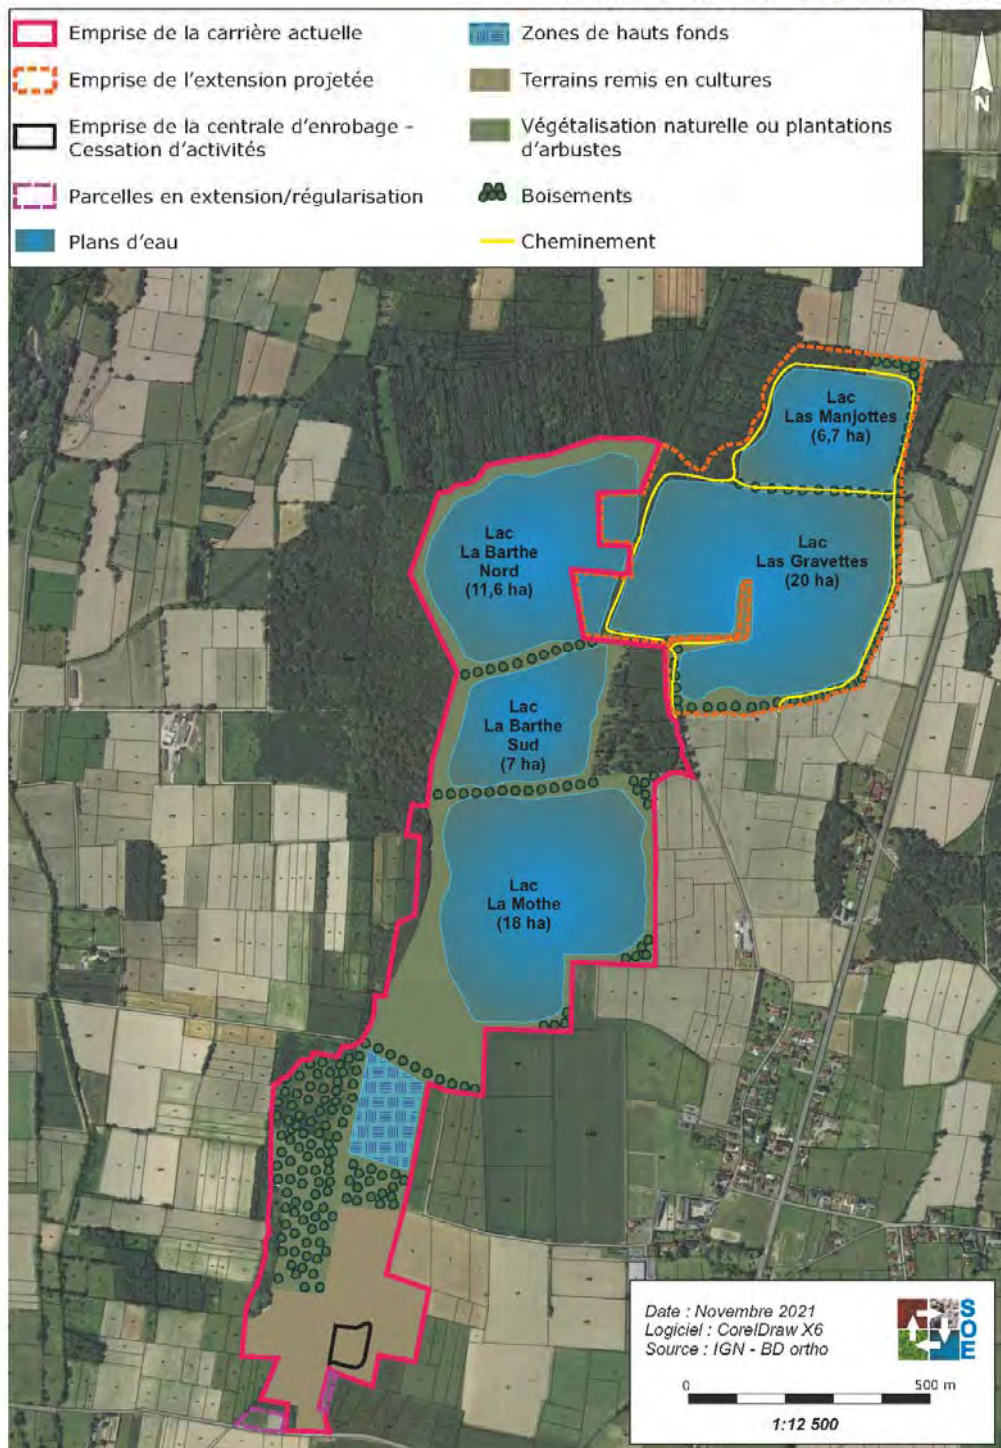 Emprise de la carrière actuelle
Emprise de l'extension projetée
Emprise de la centrale d'enrobage -
Cessation d'activités
Parcelles en extension/régularisation
Plans d'eau
Zones de hauts fonds
Terrains remis en cultures
Végétalisation naturelle ou plantations
d'arbustes
Boisements
Cheminement
N
Lac
Las Manjottes
(6,7 ha)
Lac
La Barthe
Nord
(11,6 ha)
Lac
Las Gravettes
(20 ha)
Lac
La Barthe
Sud
(7 ha)
Lac
La Mothe
(18 ha)
Date : Novembre 2021
Logiciel : CorelDraw X6
Source : IGN - BD ortho
SOE
0 500 m
1:12 500